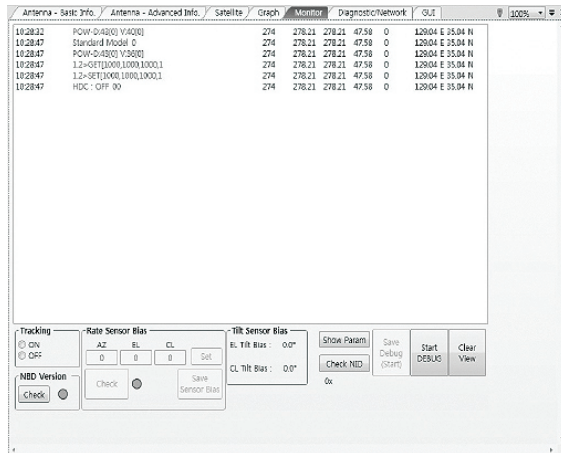 Antenna - Basic Info. Antenna - Advanced Info. Satellite Graph Monitor Diagnostic/Network GUI 100%
10:28:32 POW-D:42[0] V:40[0] 274 278.21 278.21 47.58 0 129.04 E 35.04 N
10:28:47 Standard Model 0 274 278.21 278.21 47.58 0 129.04 E 35.04 N
10:28:47 POW-D:43[0] V:36[0] 274 278.21 278.21 47.58 0 129.04 E 35.04 N
10:28:47 1.2>GET[1000,1000,1000,1 274 278.21 278.21 47.58 0 129.04 E 35.04 N
10:28:47 1.2>SET[1000,1000,1000,1 274 278.21 278.21 47.58 0 129.04 E 35.04 N
10:28:47 HDC : OFF 00 274 278.21 278.21 47.58 0 129.04 E 35.04 N
Tracking
ON
OFF
NBD Version
Check
Rate Sensor Bias
AZ EL CL
0 0 0 Set
Check Save Sensor Bias
Tilt Sensor Bias
EL Tilt Bias : 0.0°
CL Tilt Bias : 0.0°
Show Param
Check NID
0x
Save
Debug
(Start)
Start
DEBUG
Clear
View